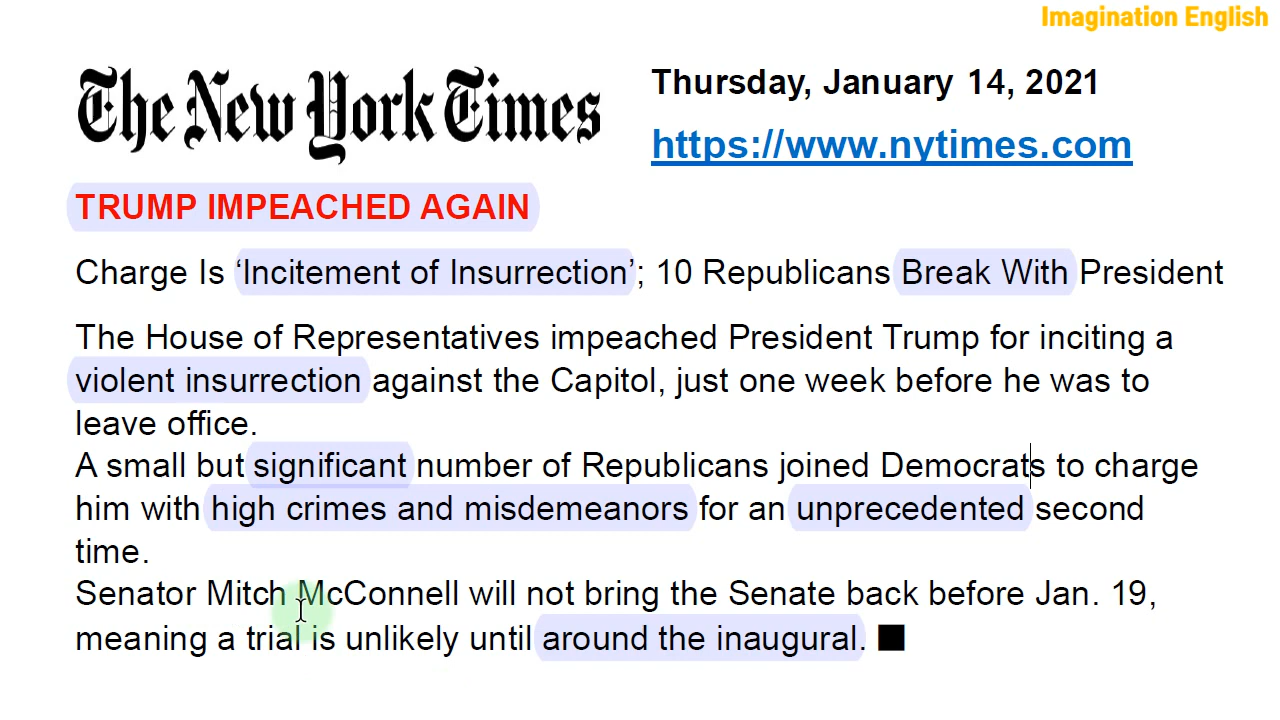 Imagination English
The New York Times
Thursday, January 14, 2021
https://www.nytimes.com
TRUMP IMPEACHED AGAIN
Charge Is ‘Incitement of Insurrection’; 10 Republicans Break With President
The House of Representatives impeached President Trump for inciting a
violent insurrection against the Capitol, just one week before he was to
leave office.
A small but significant number of Republicans joined Democrats to charge
him with high crimes and misdemeanors for an unprecedented second
time.
Senator Mitch McConnell will not bring the Senate back before Jan. 19,
meaning a trial is unlikely until around the inaugural. ■